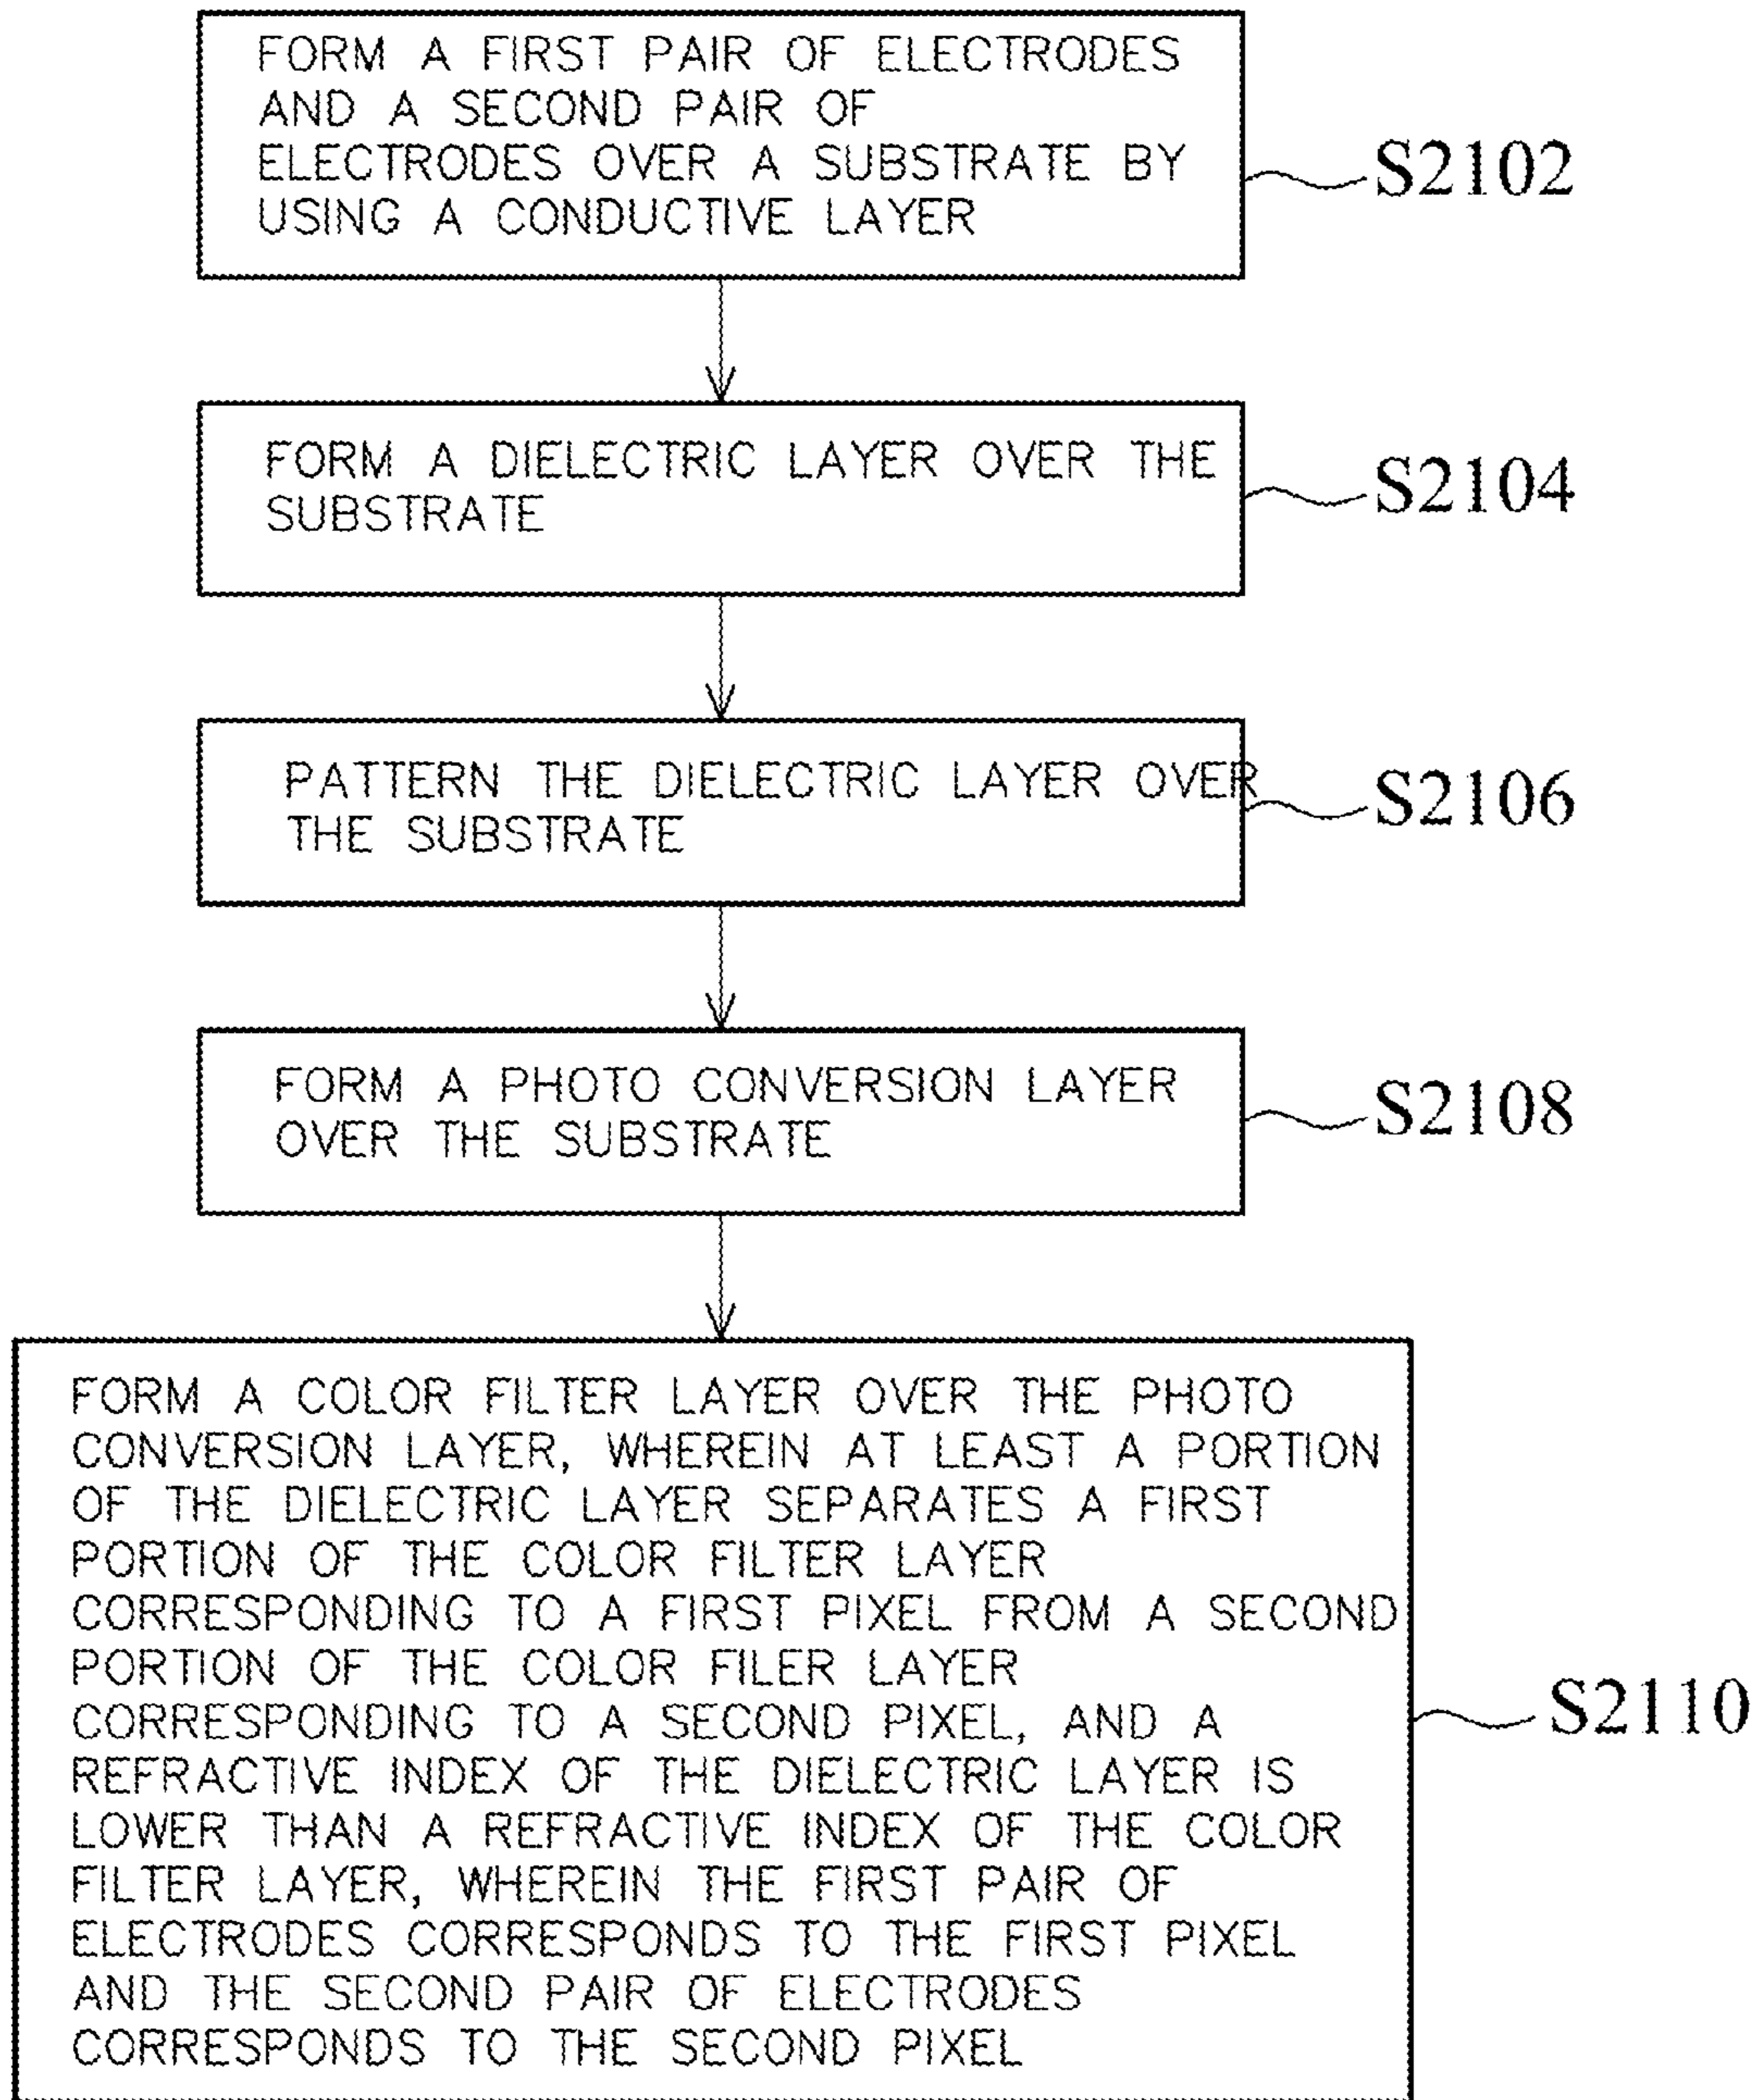 FORM A FIRST PAIR OF ELECTRODES
AND A SECOND PAIR OF
ELECTRODES OVER A SUBSTRATE BY
USING A CONDUCTIVE LAYER
S2102
FORM A DIELECTRIC LAYER OVER THE
SUBSTRATE
S2104
PATTERN THE DIELECTRIC LAYER OVER
THE SUBSTRATE
S2106
FORM A PHOTO CONVERSION LAYER
OVER THE SUBSTRATE
S2108
FORM A COLOR FILTER LAYER OVER THE PHOTO
CONVERSION LAYER, WHEREIN AT LEAST A PORTION
OF THE DIELECTRIC LAYER SEPARATES A FIRST
PORTION OF THE COLOR FILTER LAYER
CORRESPONDING TO A FIRST PIXEL FROM A SECOND
PORTION OF THE COLOR FILER LAYER
CORRESPONDING TO A SECOND PIXEL, AND A
REFRACTIVE INDEX OF THE DIELECTRIC LAYER IS
LOWER THAN A REFRACTIVE INDEX OF THE COLOR
FILTER LAYER, WHEREIN THE FIRST PAIR OF
ELECTRODES CORRESPONDS TO THE FIRST PIXEL
AND THE SECOND PAIR OF ELECTRODES
CORRESPONDS TO THE SECOND PIXEL
S2110